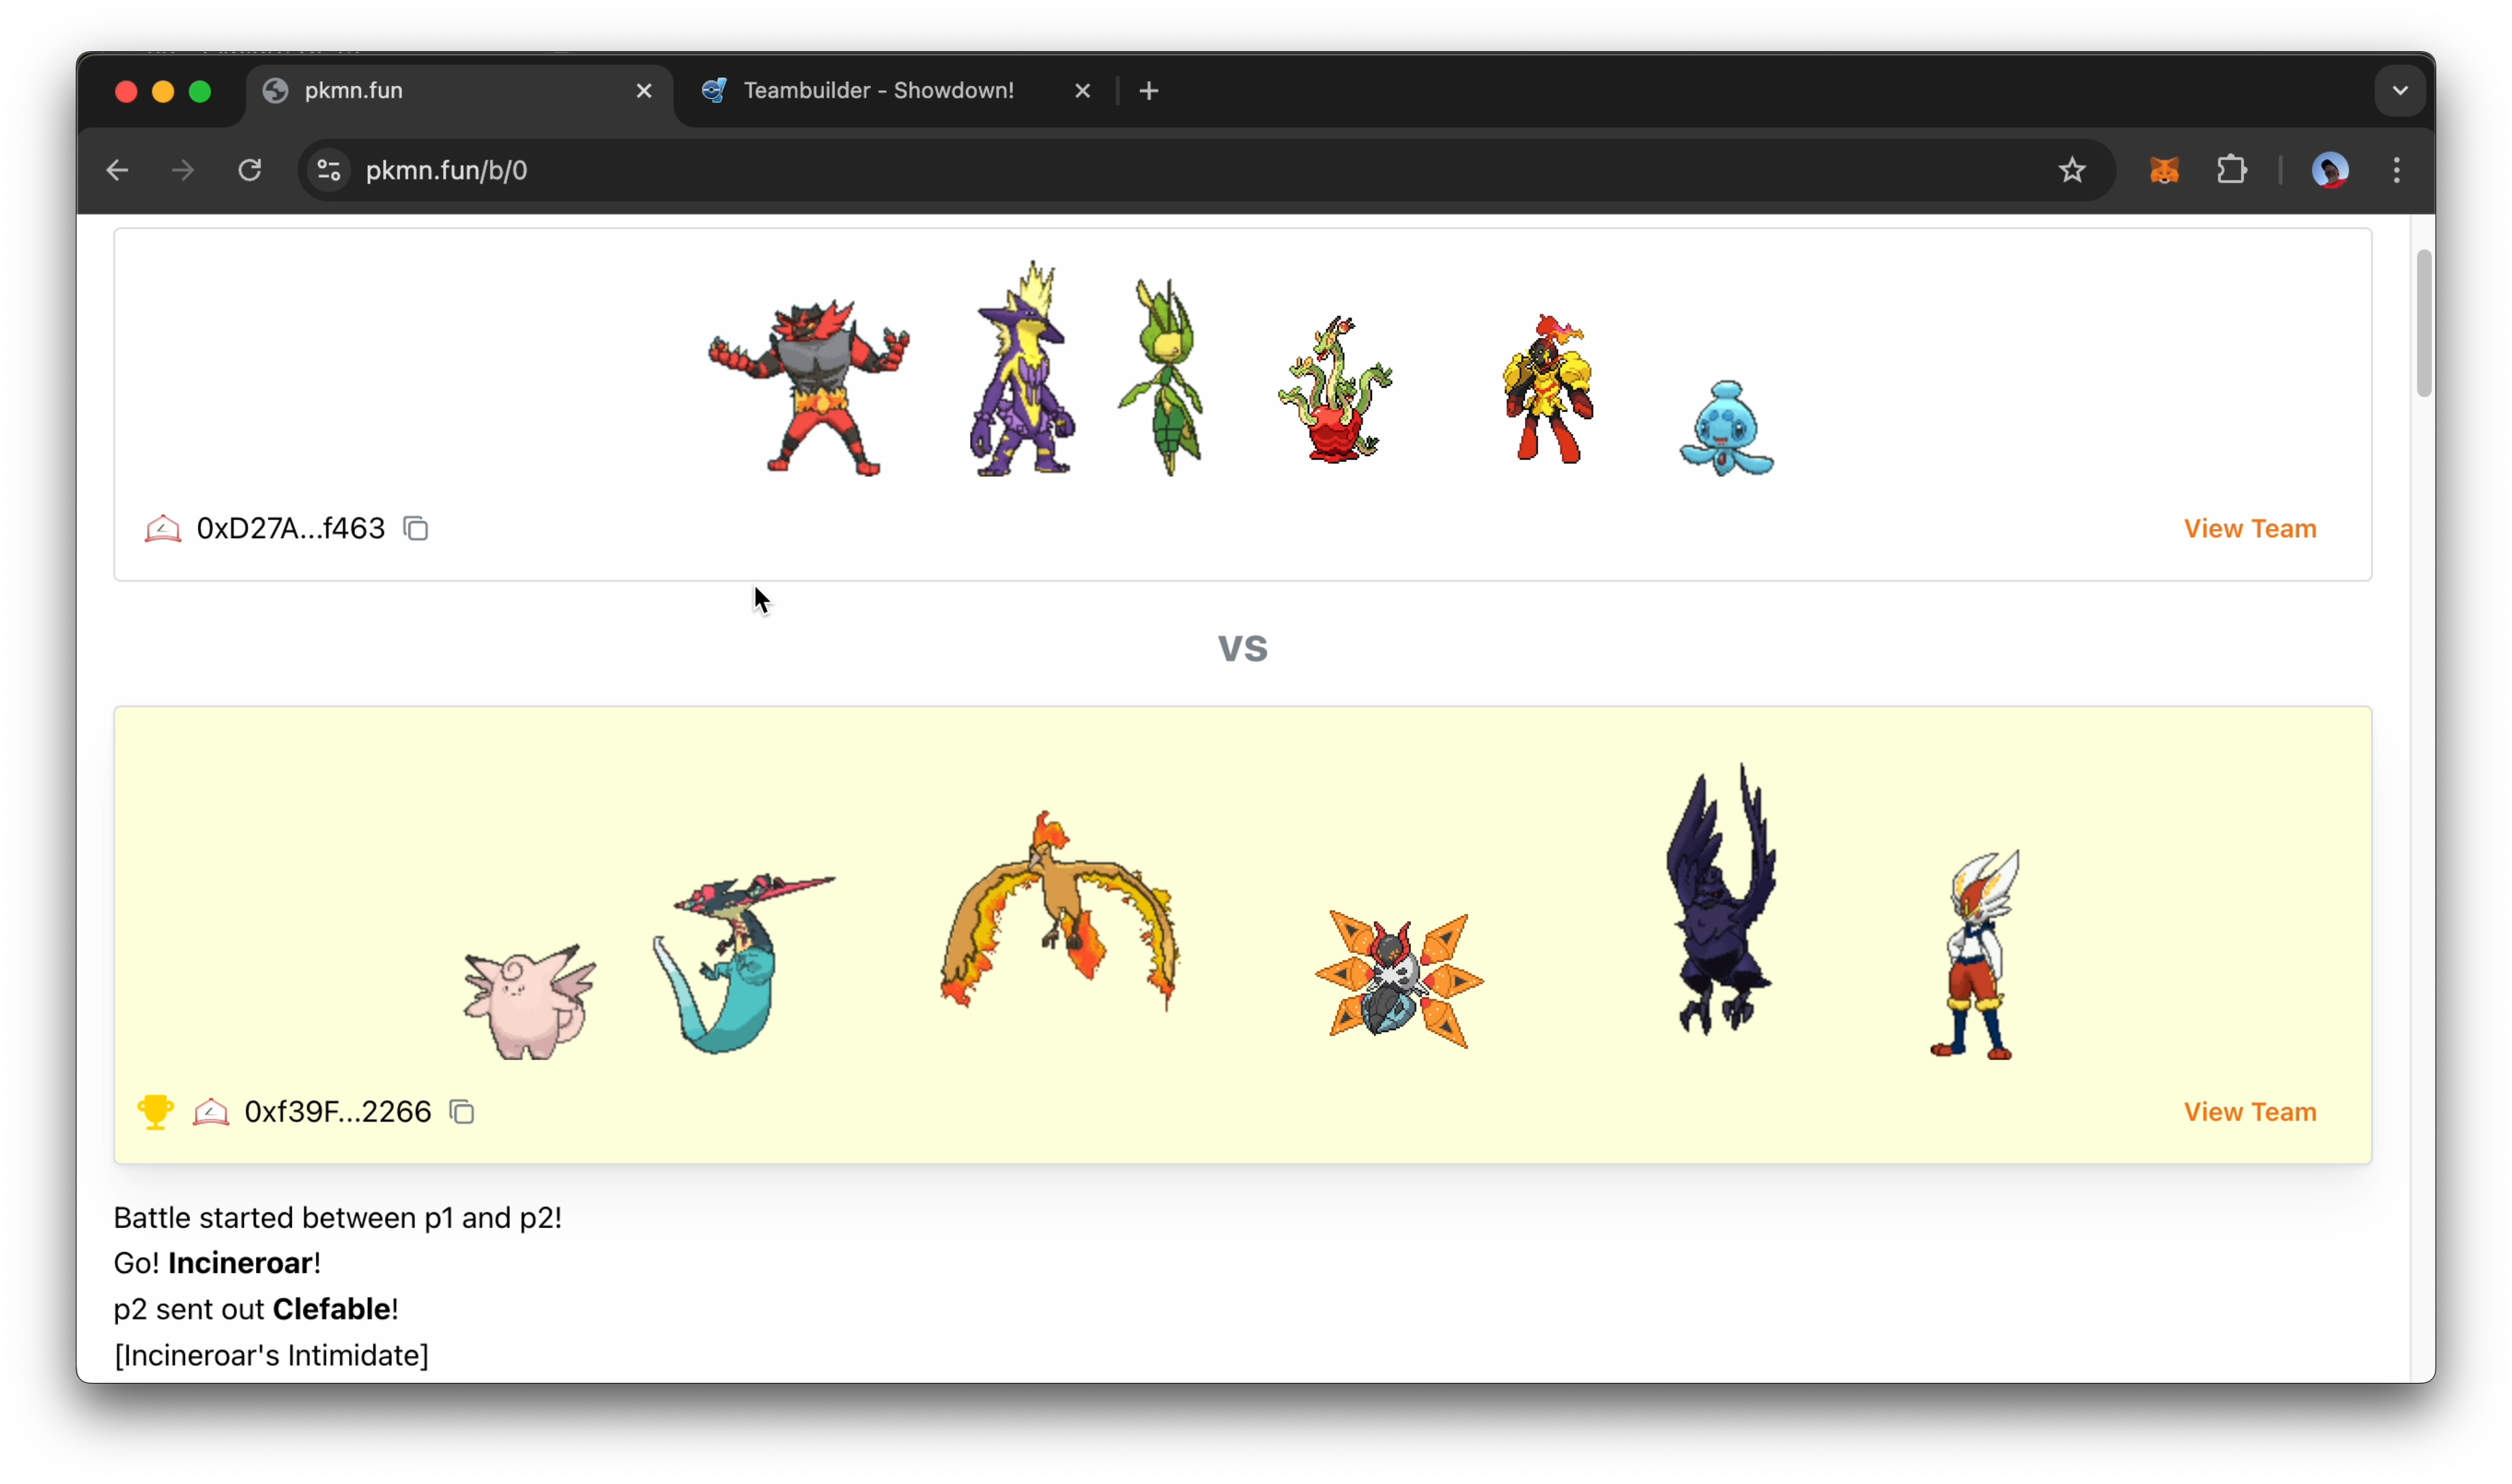 pkmn.fun
Teambuilder - Showdown!
pkmn.fun/b/0
0xD27A...f463
View Team
vs
0xf39F...2266
View Team
Battle started between p1 and p2!
Go! Incineroar!
p2 sent out Clefable!
[Incineroar's Intimidate]